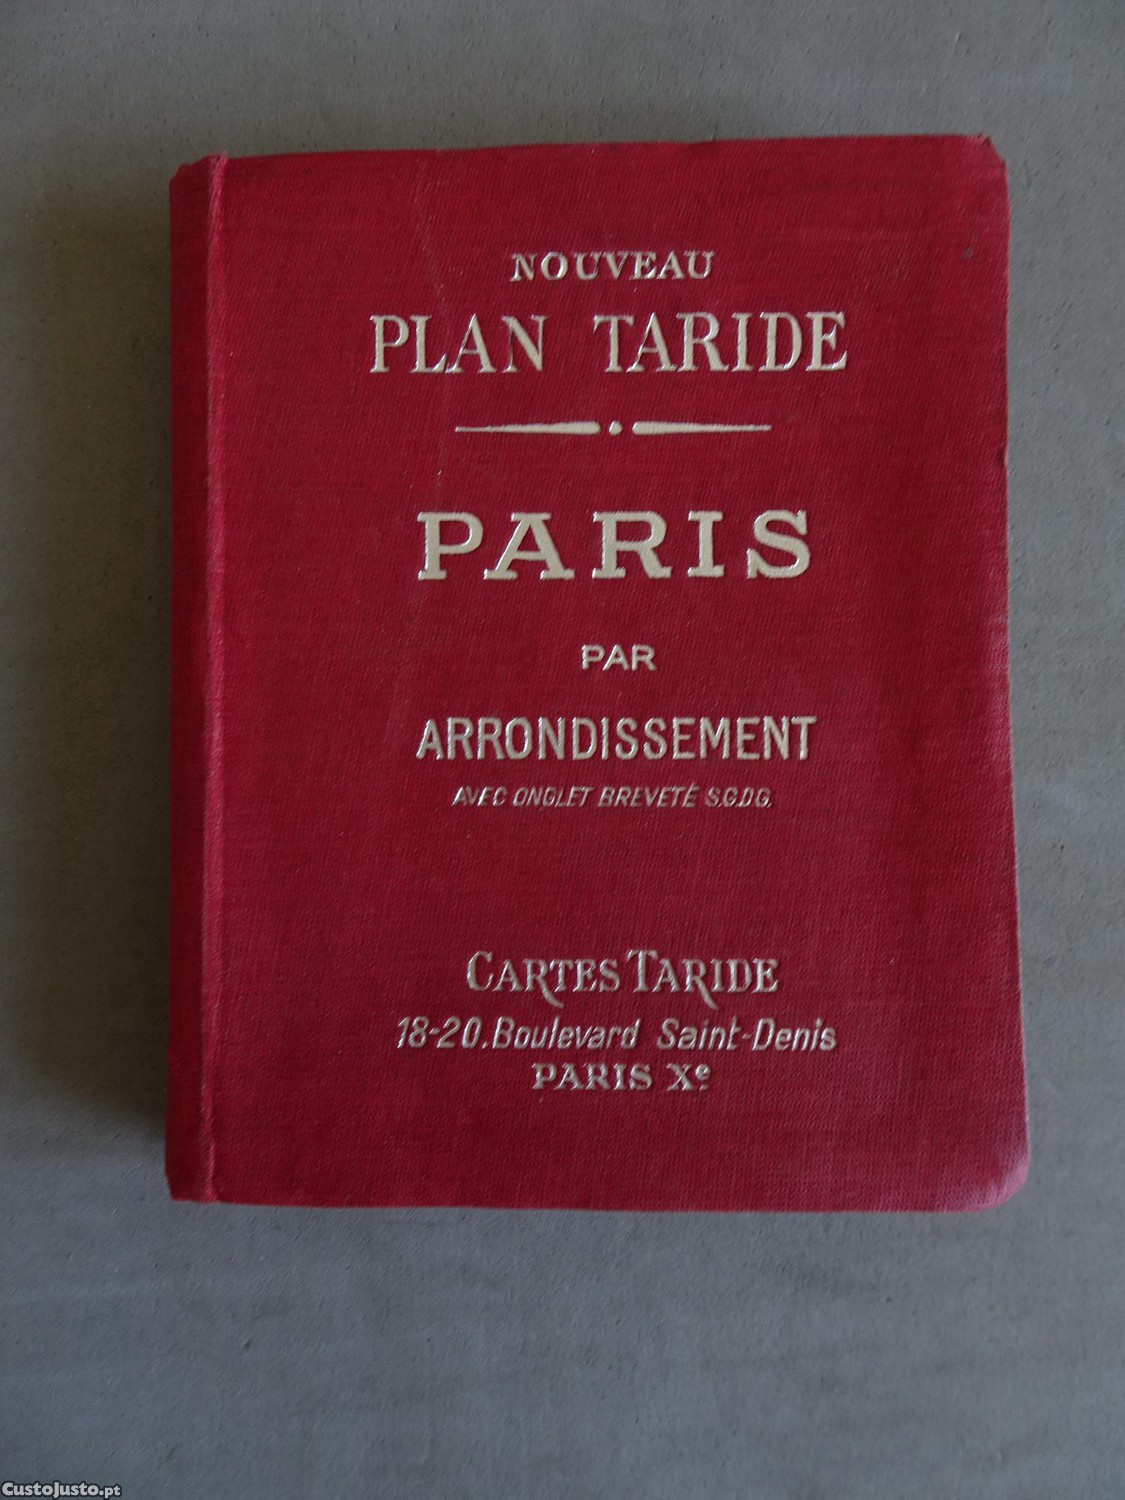 NOUVEAU
PLAN TARIDE
PARIS
PAR
ARRONDISSEMENT
AVEC ONGLET BREVETÉ S.G.D.G.
CARTES TARIDE
18-20, Boulevard Saint-Denis
PARIS Xe
CustoJusto.pt